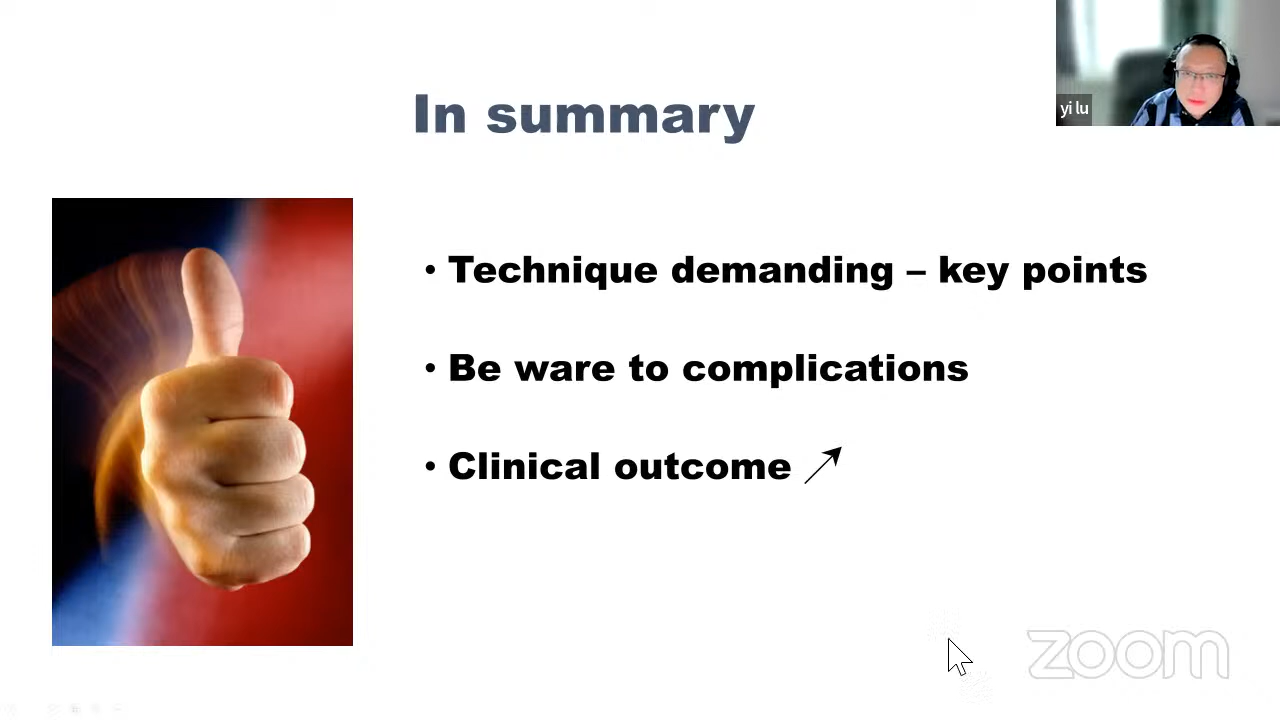 In summary
yi lu
• Technique demanding – key points
• Be ware to complications
• Clinical outcome ↗
zoom